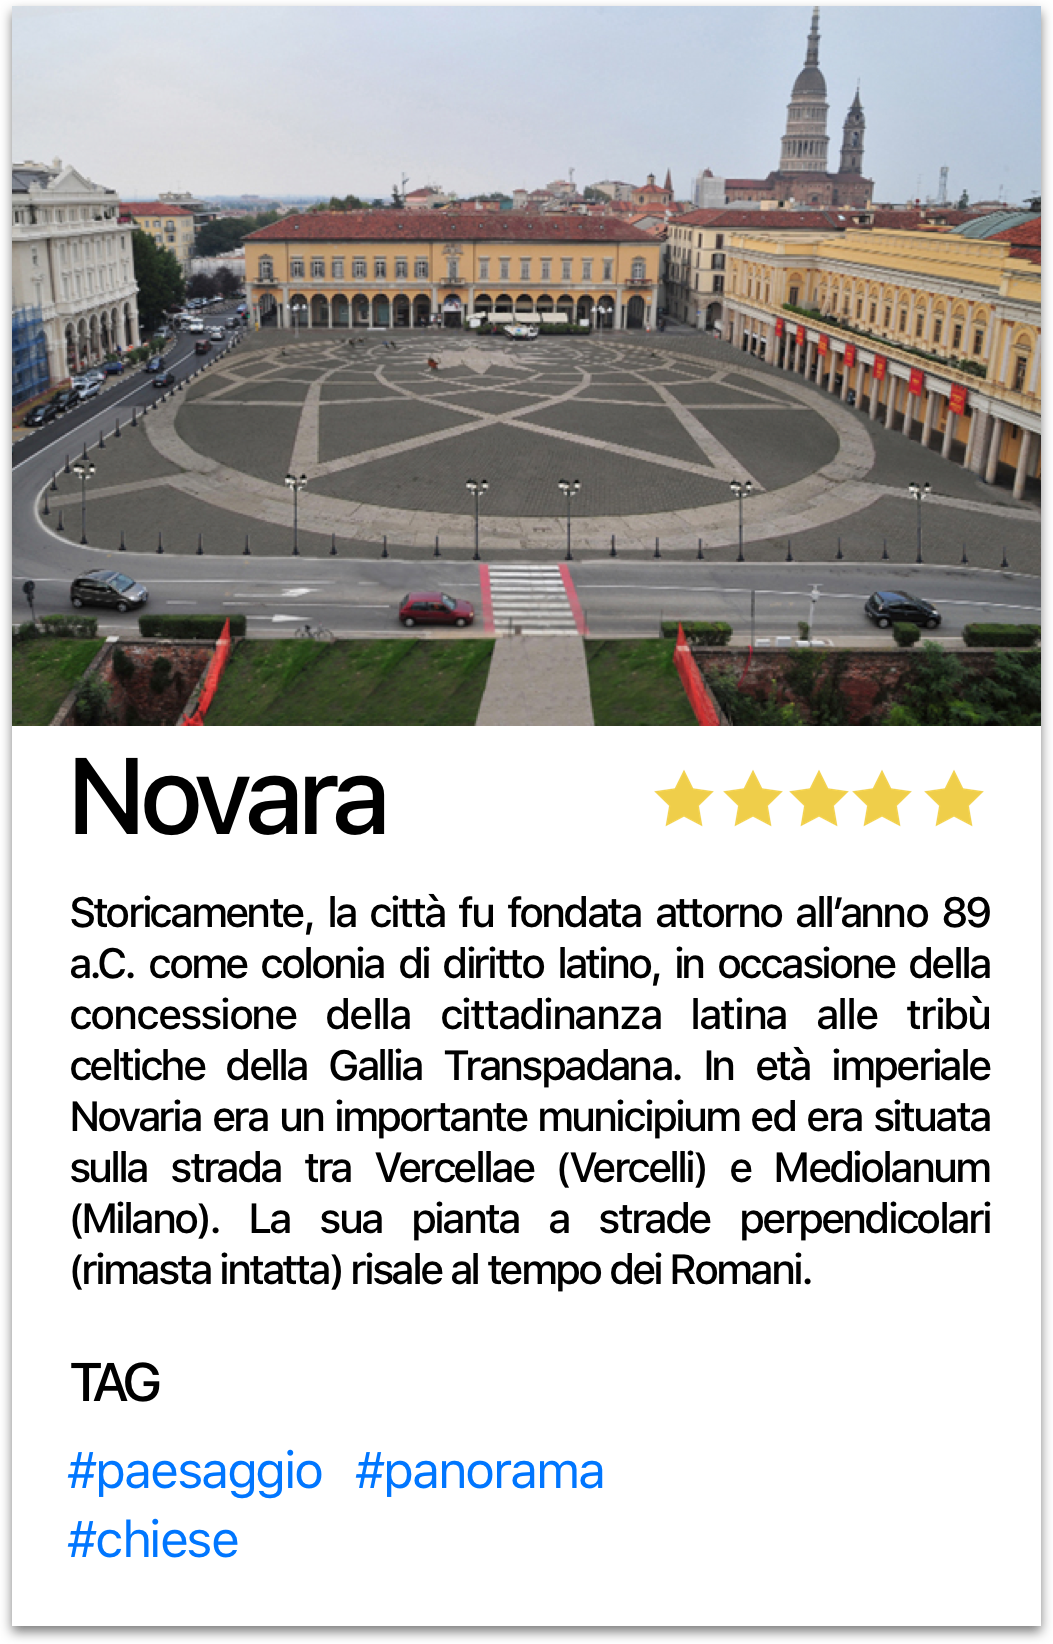 Novara
Storicamente, la città fu fondata attorno all’anno 89
a.C. come colonia di diritto latino, in occasione della
concessione della cittadinanza latina alle tribù
celtiche della Gallia Transpadana. In età imperiale
Novaria era un importante municipium ed era situata
sulla strada tra Vercellae (Vercelli) e Mediolanum
(Milano). La sua pianta a strade perpendicolari
(rimasta intatta) risale al tempo dei Romani.
TAG
#paesaggio #panorama
#chiese